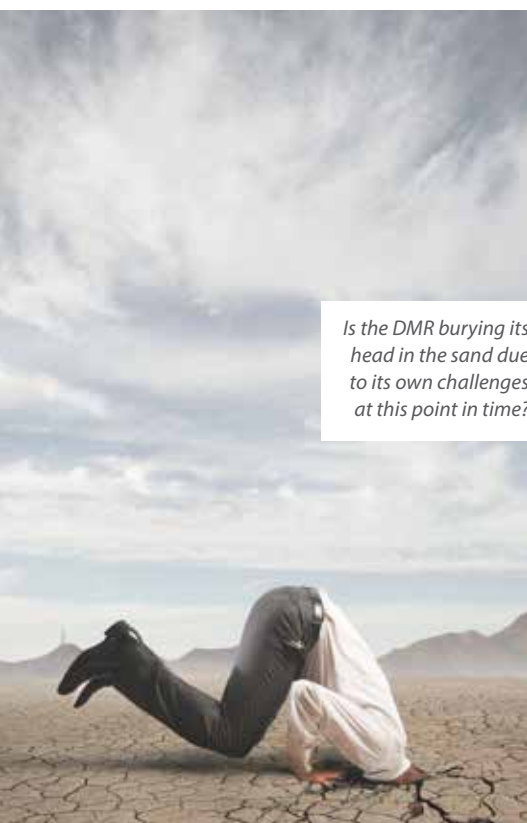 Is the DMR burying its
head in the sand due
to its own challenges
at this point in time?